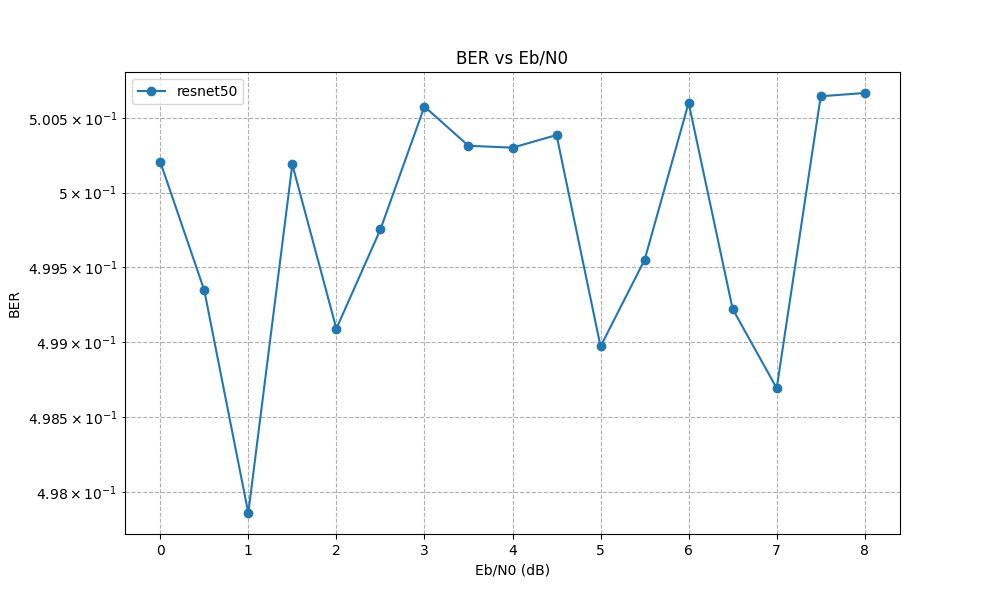 BER vs Eb/N0
resnet50
5.005 × 10⁻¹
5 × 10⁻¹
4.995 × 10⁻¹
4.99 × 10⁻¹
4.985 × 10⁻¹
4.98 × 10⁻¹
BER
0 1 2 3 4 5 6 7 8
Eb/N0 (dB)